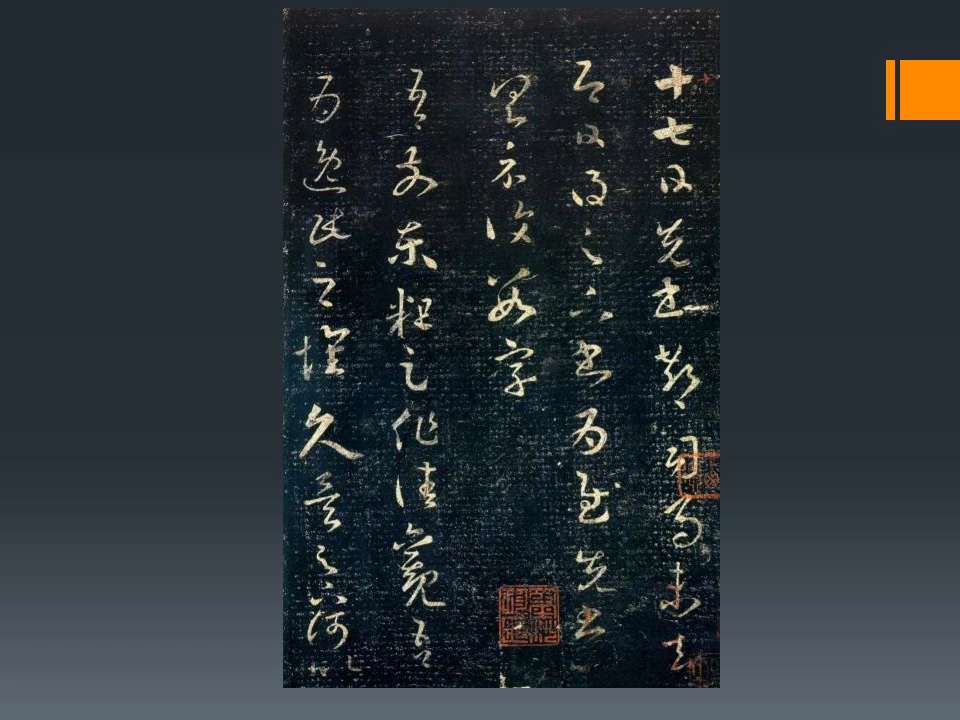 十七日先書郗司馬未去
即日得足下書為慰先書以
具示復數字
吾前東粗足作佳觀吾
為逸民之懷久矣足下何以